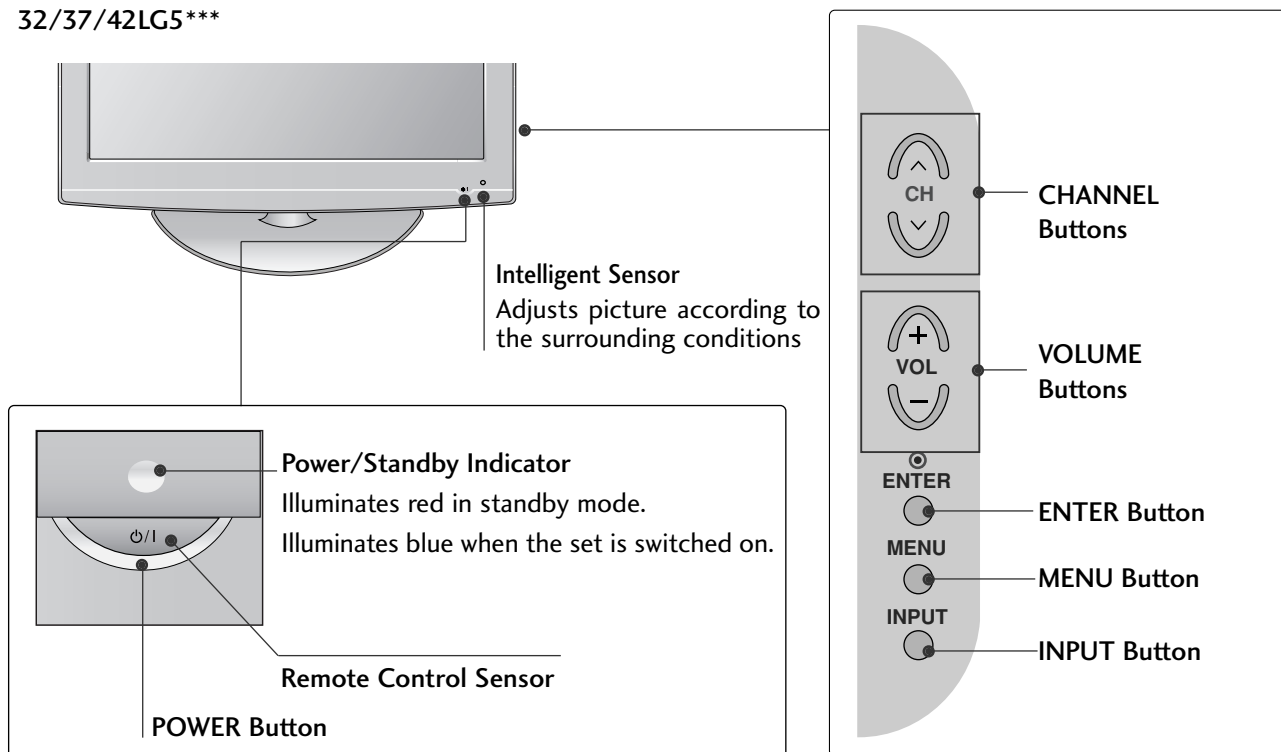 32/37/42LG5***
Intelligent Sensor
Adjusts picture according to
the surrounding conditions
Power/Standby Indicator
Illuminates red in standby mode.
Illuminates blue when the set is switched on.
⏻/I
Remote Control Sensor
POWER Button
CH
CHANNEL
Buttons
+
VOL
-
VOLUME
Buttons
ENTER
ENTER Button
MENU
MENU Button
INPUT
INPUT Button